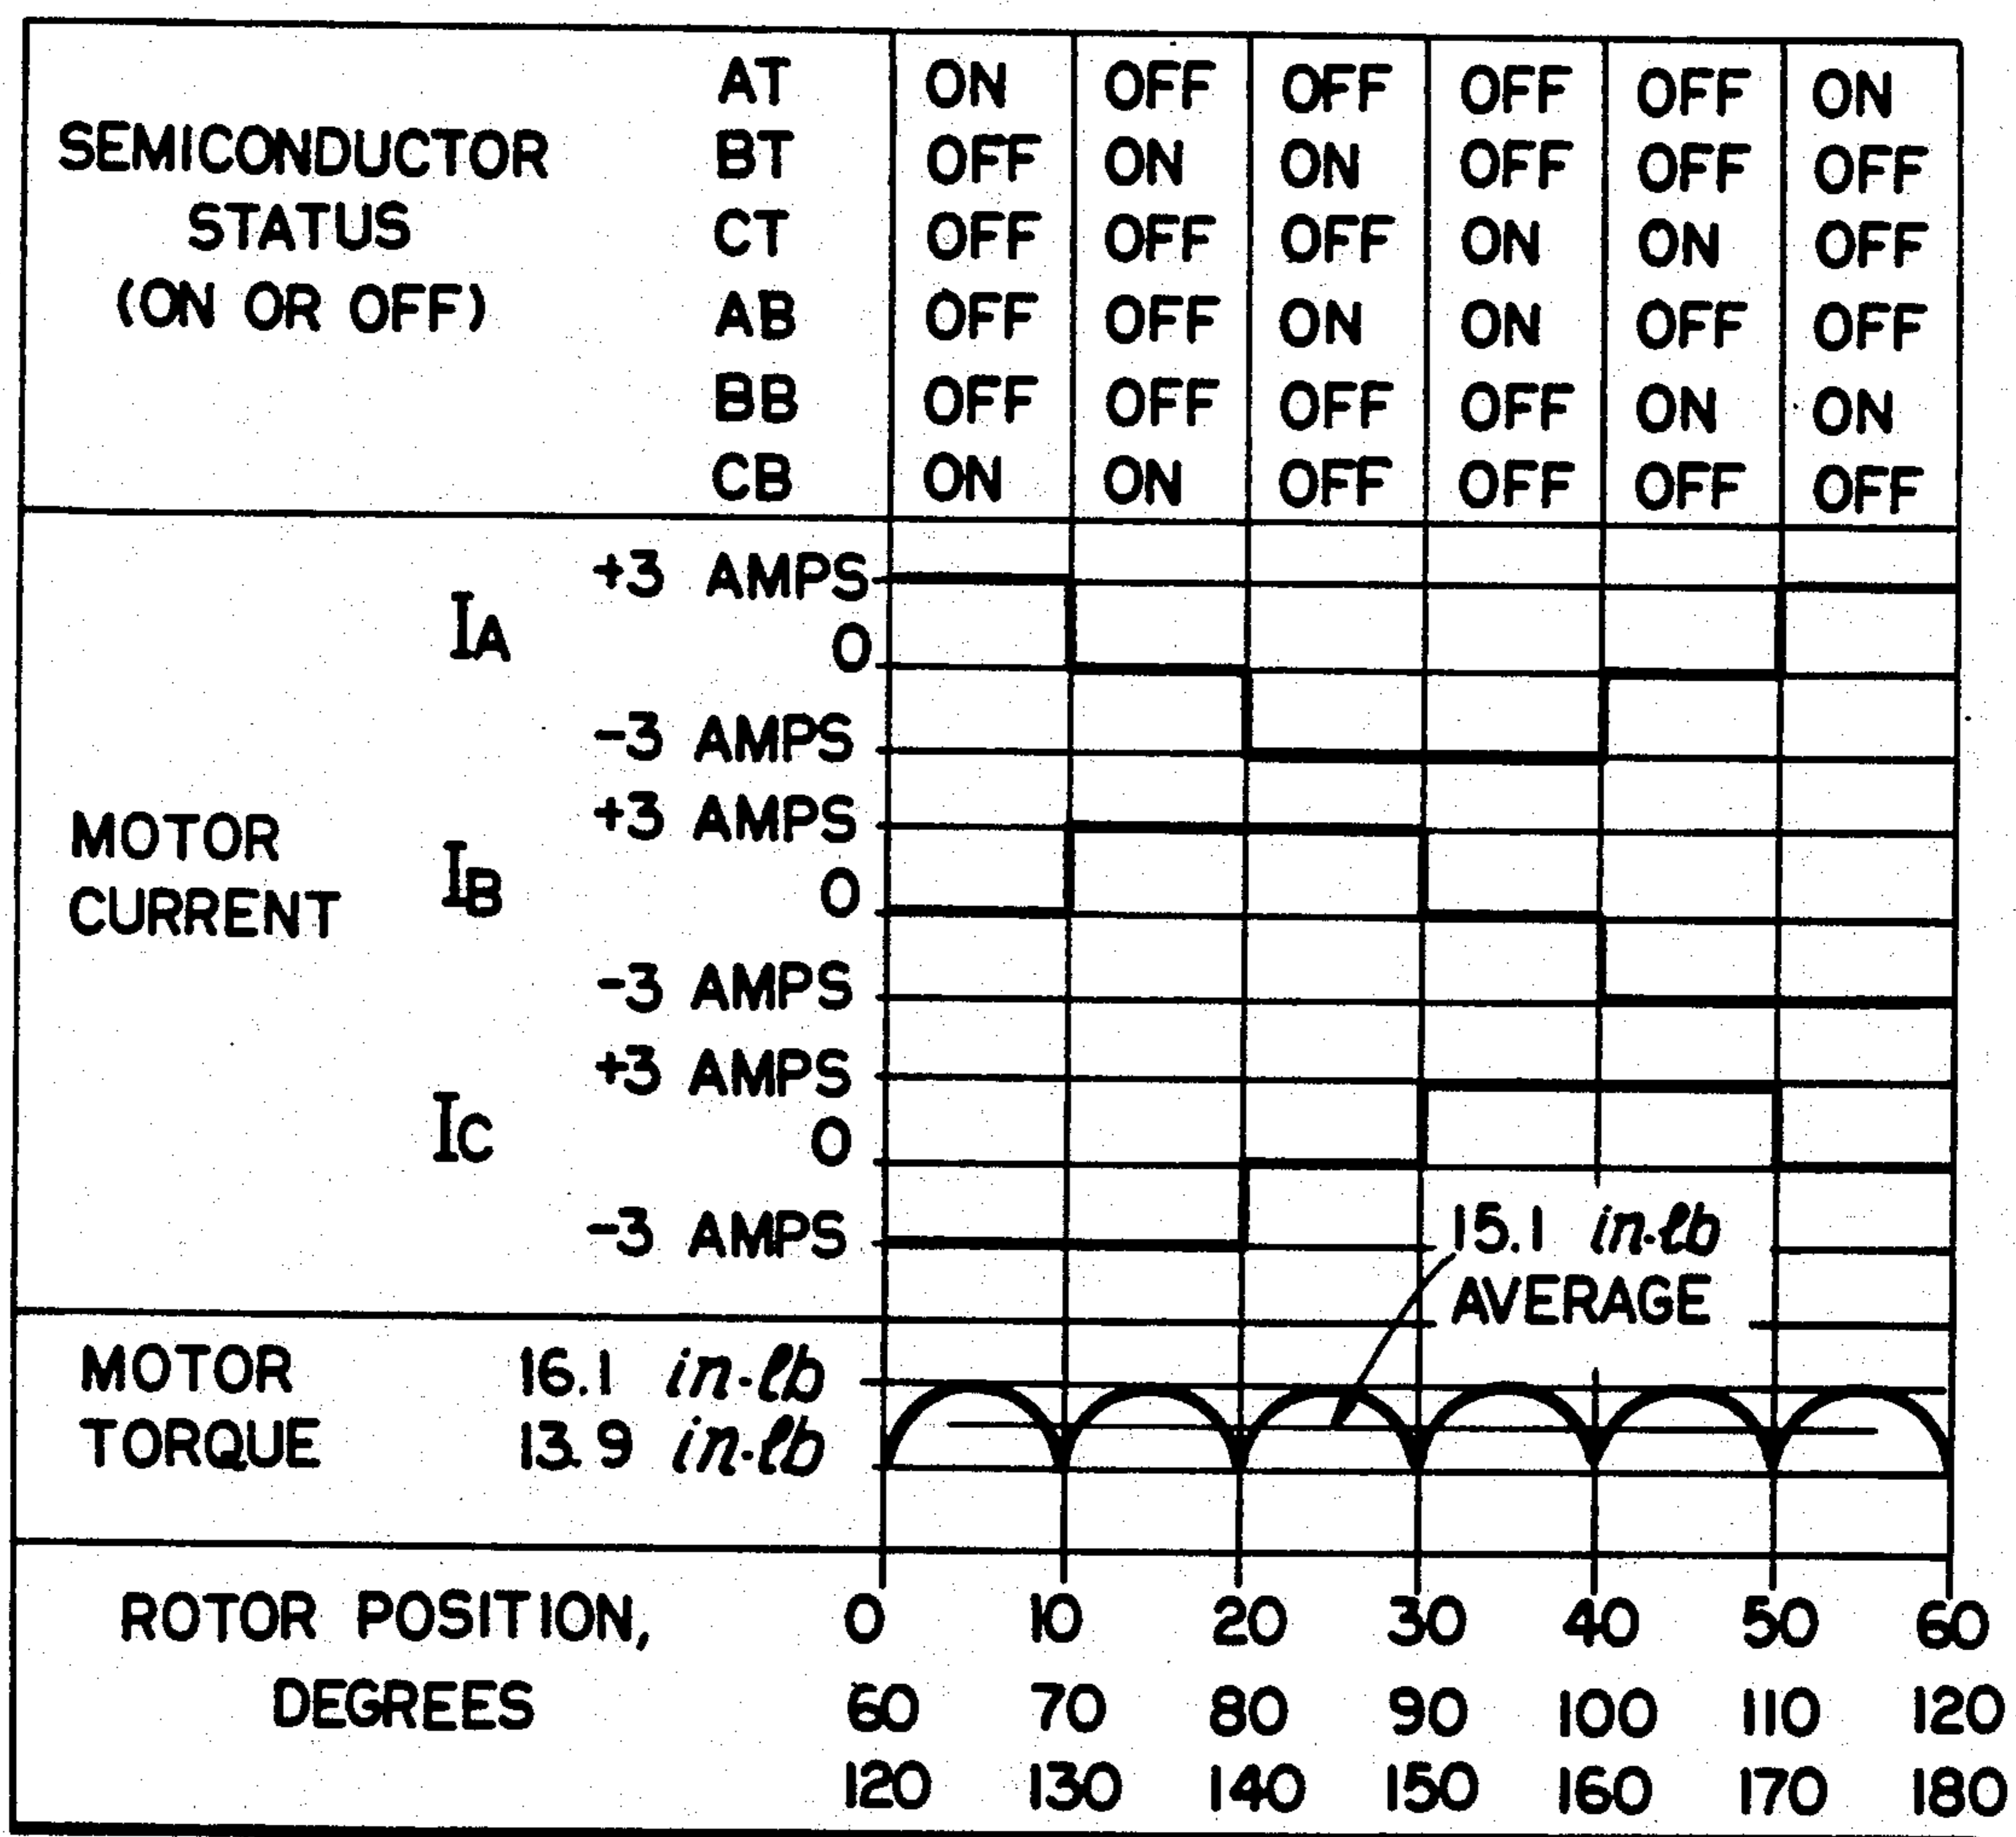 AT ON OFF OFF OFF OFF ON
SEMICONDUCTOR BT OFF ON ON OFF OFF OFF
STATUS CT OFF OFF OFF ON ON OFF
(ON OR OFF) AB OFF OFF ON ON OFF OFF
BB OFF OFF OFF OFF ON ON
CB ON ON OFF OFF OFF OFF
+3 AMPS
IA
0
-3 AMPS
+3 AMPS
MOTOR
CURRENT
IB
0
-3 AMPS
+3 AMPS
IC
0
-3 AMPS
15.1 in.lb
AVERAGE
MOTOR 16.1 in.lb
TORQUE 13.9 in.lb
ROTOR POSITION, 0 10 20 30 40 50 60
DEGREES 60 70 80 90 100 110 120
120 130 140 150 160 170 180